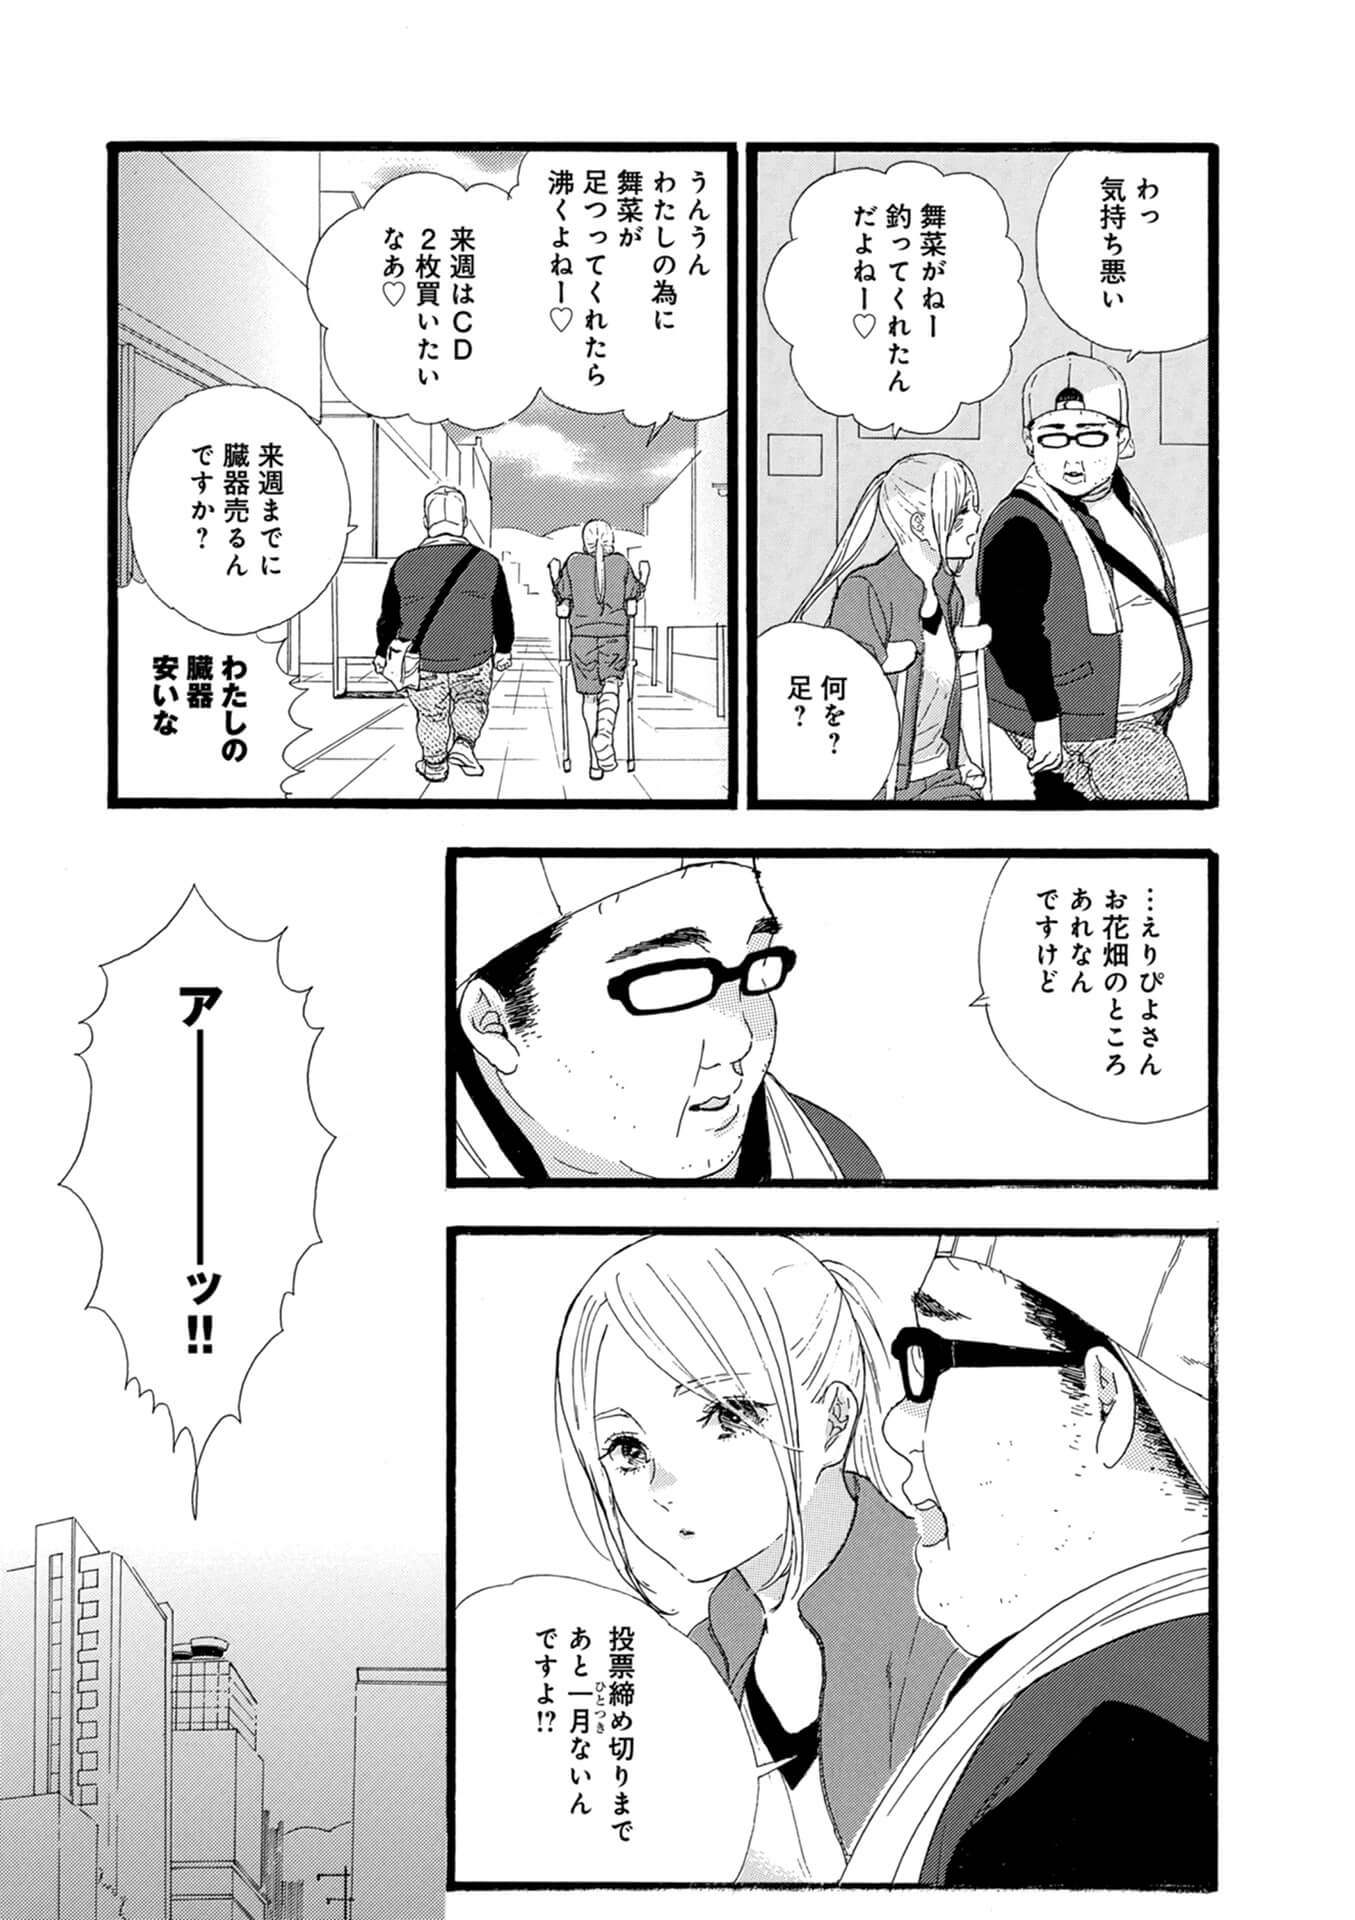 わっ
気持ち悪い
舞菜がねー
釣ってくれたん
だよねー♡
何を?
足?
うんうん
わたしの為に
舞菜が
足つってくれたら
沸くよねー♡
来週はCD
2枚買いたい
なあ♡
来週までに
臓器売るん
ですか?
わたしの
臓器
安いな
…えりぴよさん
お花畑のところ
あれなん
ですけど
投票締め切りまで
あと一月ないん
ひとつき
ですよ!?
アーーーーッ!!